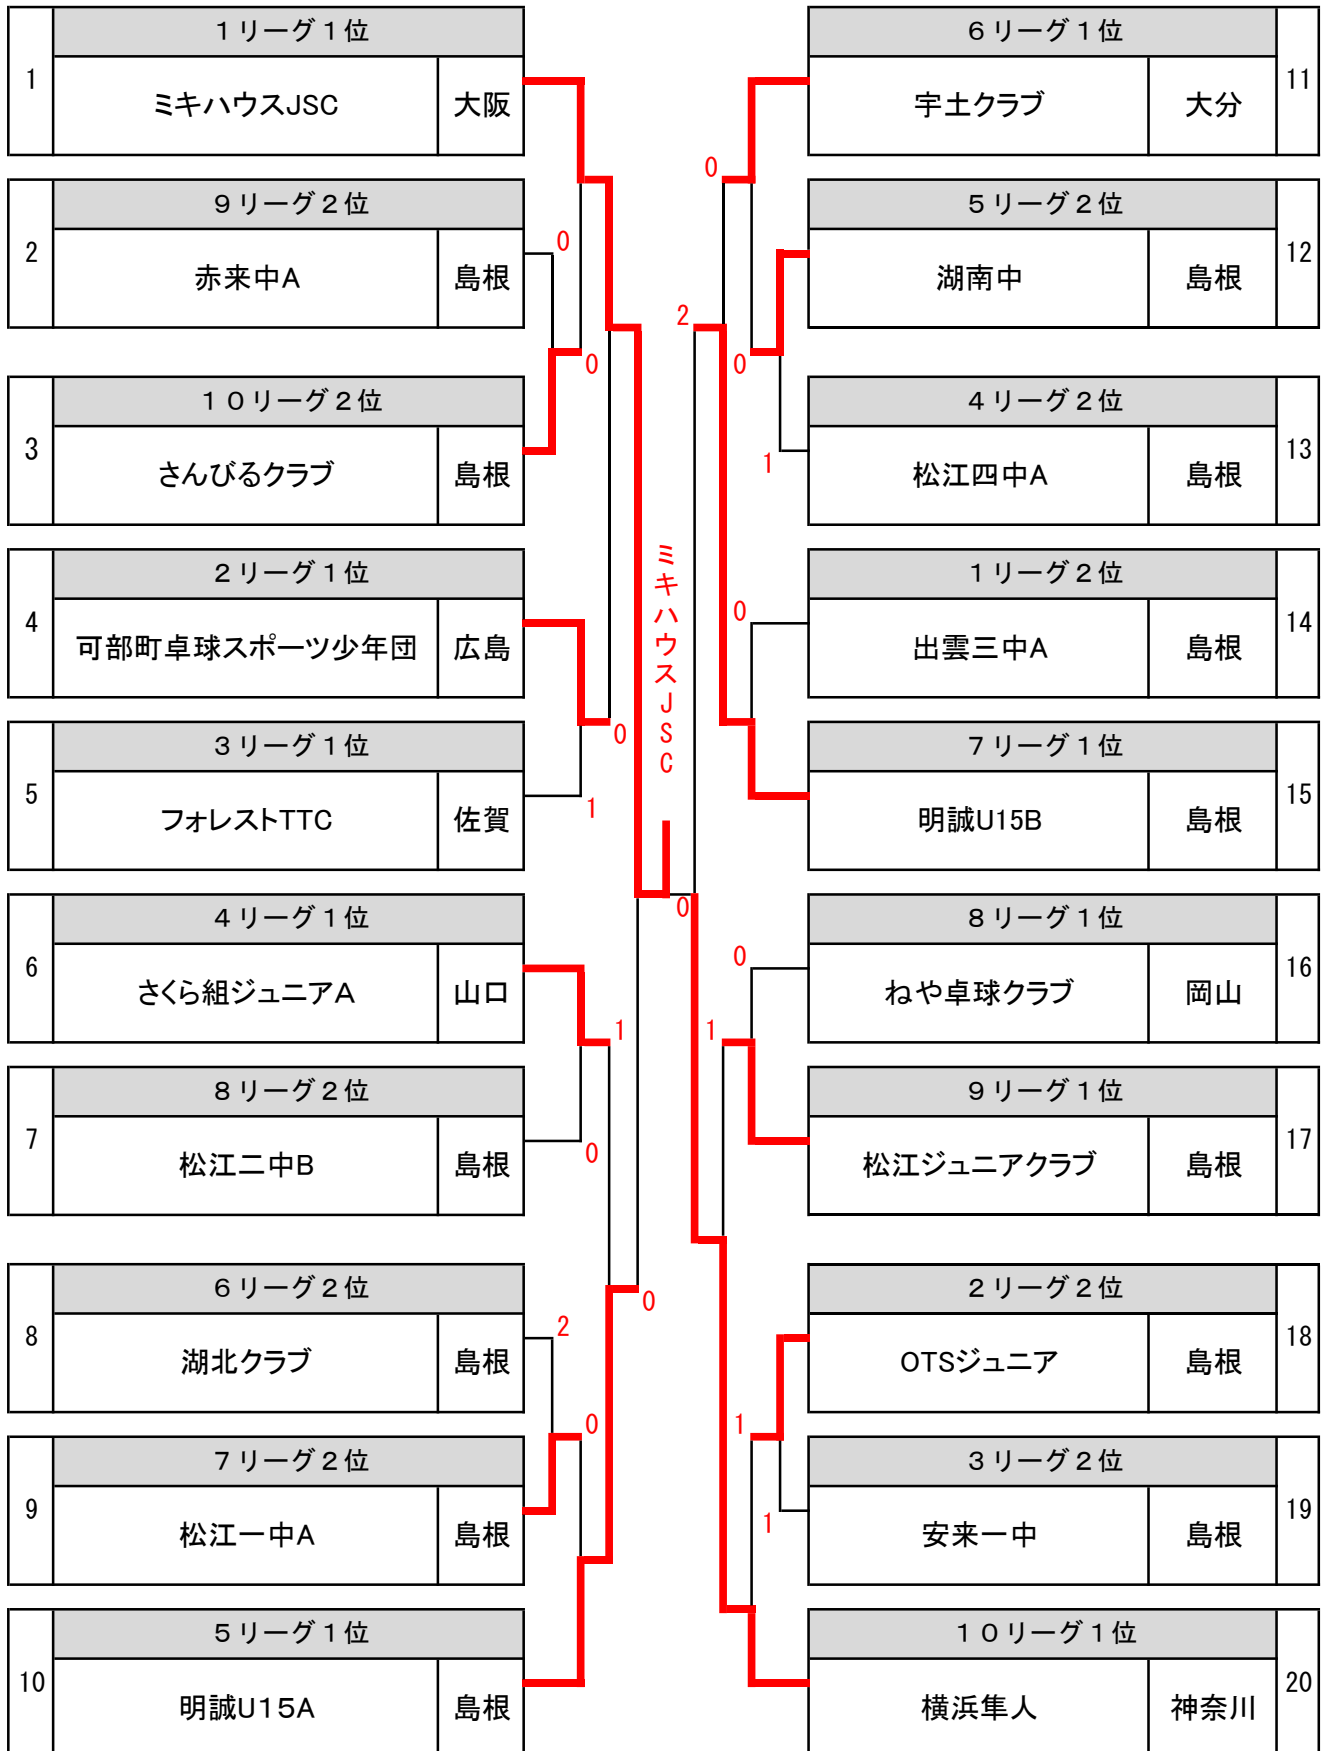 1
1リーグ1位
ミキハウスJSC 大阪
2
9リーグ2位
赤来中A 島根
0
3
10リーグ2位
さんびるクラブ 島根
0
4
2リーグ1位
可部町卓球スポーツ少年団 広島
0
5
3リーグ1位
フォレストTTC 佐賀
1
6
4リーグ1位
さくら組ジュニアA 山口
1
7
8リーグ2位
松江二中B 島根
0
8
6リーグ2位
湖北クラブ 島根
2
0
9
7リーグ2位
松江一中A 島根
0
10
5リーグ1位
明誠U15A 島根
ミキハウスJSC
0
2
6リーグ1位
宇土クラブ 大分
11
0
5リーグ2位
湖南中 島根
12
0
4リーグ2位
松江四中A 島根
13
1
1リーグ2位
出雲三中A 島根
14
0
7リーグ1位
明誠U15B 島根
15
8リーグ1位
ねや卓球クラブ 岡山
16
0
1
9リーグ1位
松江ジュニアクラブ 島根
17
2リーグ2位
OTSジュニア 島根
18
1
3リーグ2位
安来一中 島根
19
1
10リーグ1位
横浜隼人 神奈川
20